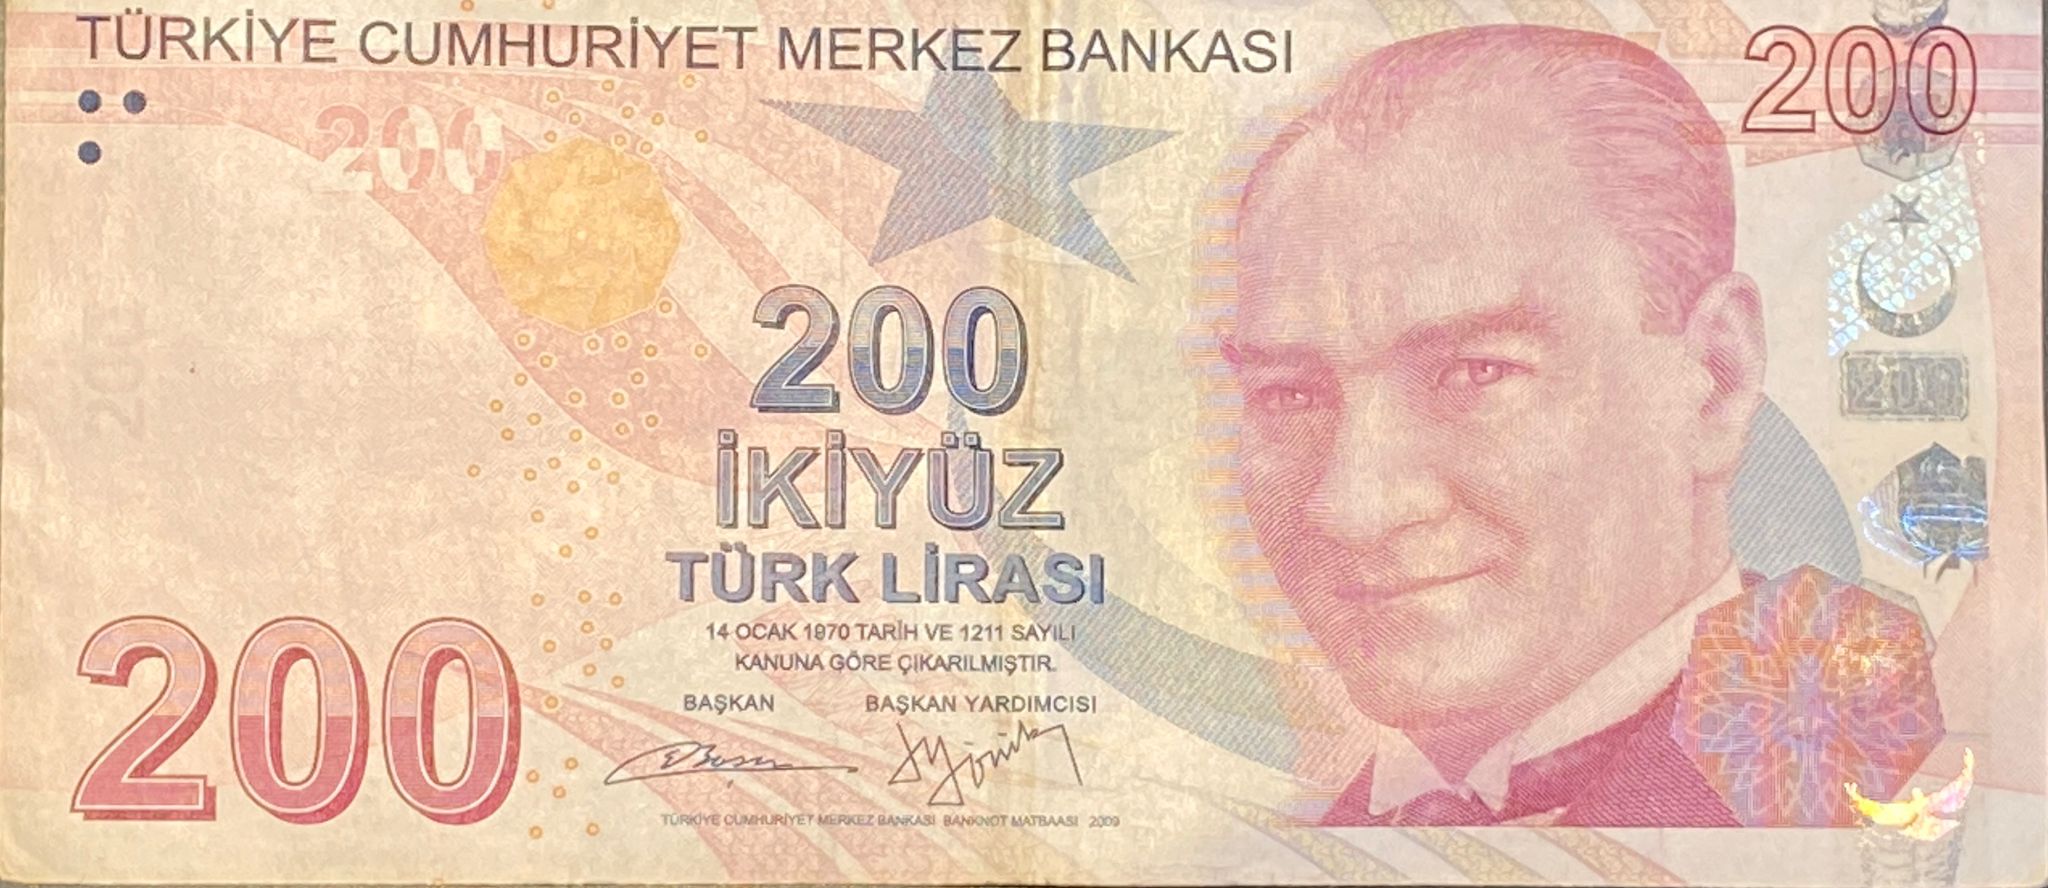 TÜRKİYE CUMHURİYET MERKEZ BANKASI
200
200
200
İKİYÜZ
TÜRK LİRASI
14 OCAK 1970 TARİH VE 1211 SAYILI
KANUNA GÖRE ÇIKARILMIŞTIR.
BAŞKAN BAŞKAN YARDIMCISI
200
TÜRKİYE CUMHURİYET MERKEZ BANKASI BANKNOT MATBAASI 2009